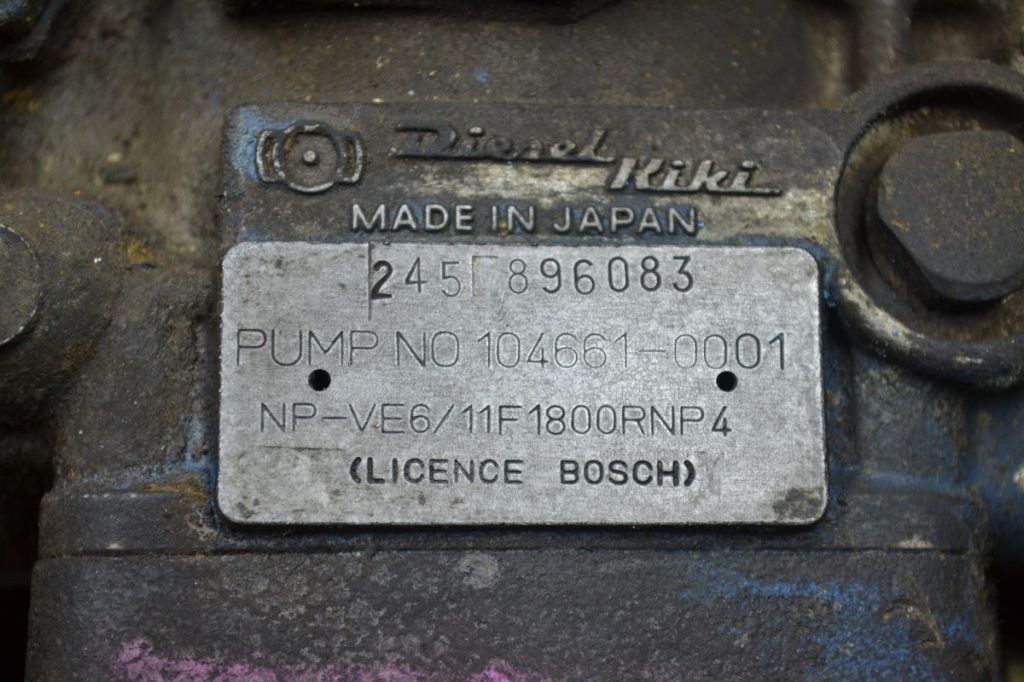 Diesel
Kiki
MADE IN JAPAN
245 896083
PUMP NO 104661-0001
NP-VE6/11F1800RNP4
(LICENCE BOSCH)